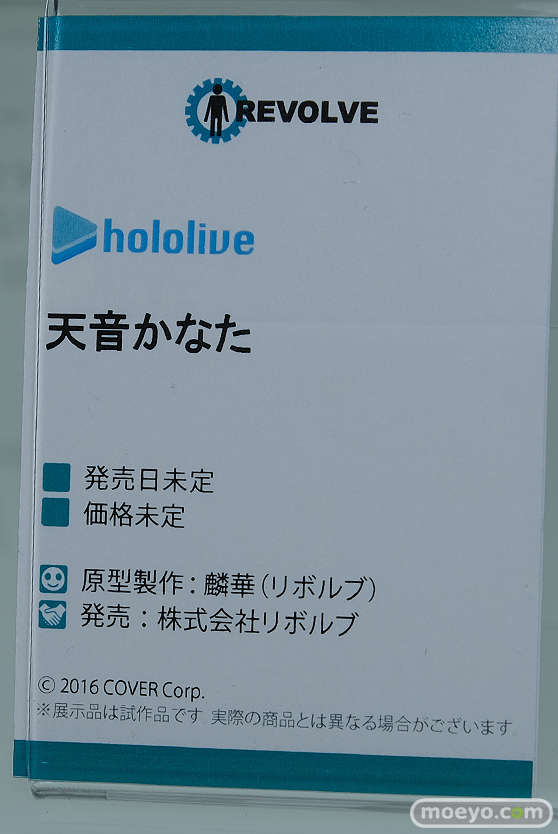 REVOLVE
hololive
天音かなた
発売日未定
価格未定
原型製作：麟華（リボルブ）
発売：株式会社リボルブ
© 2016 COVER Corp.
※展示品は試作品です。実際の商品とは異なる場合がございます。
moeyo.com